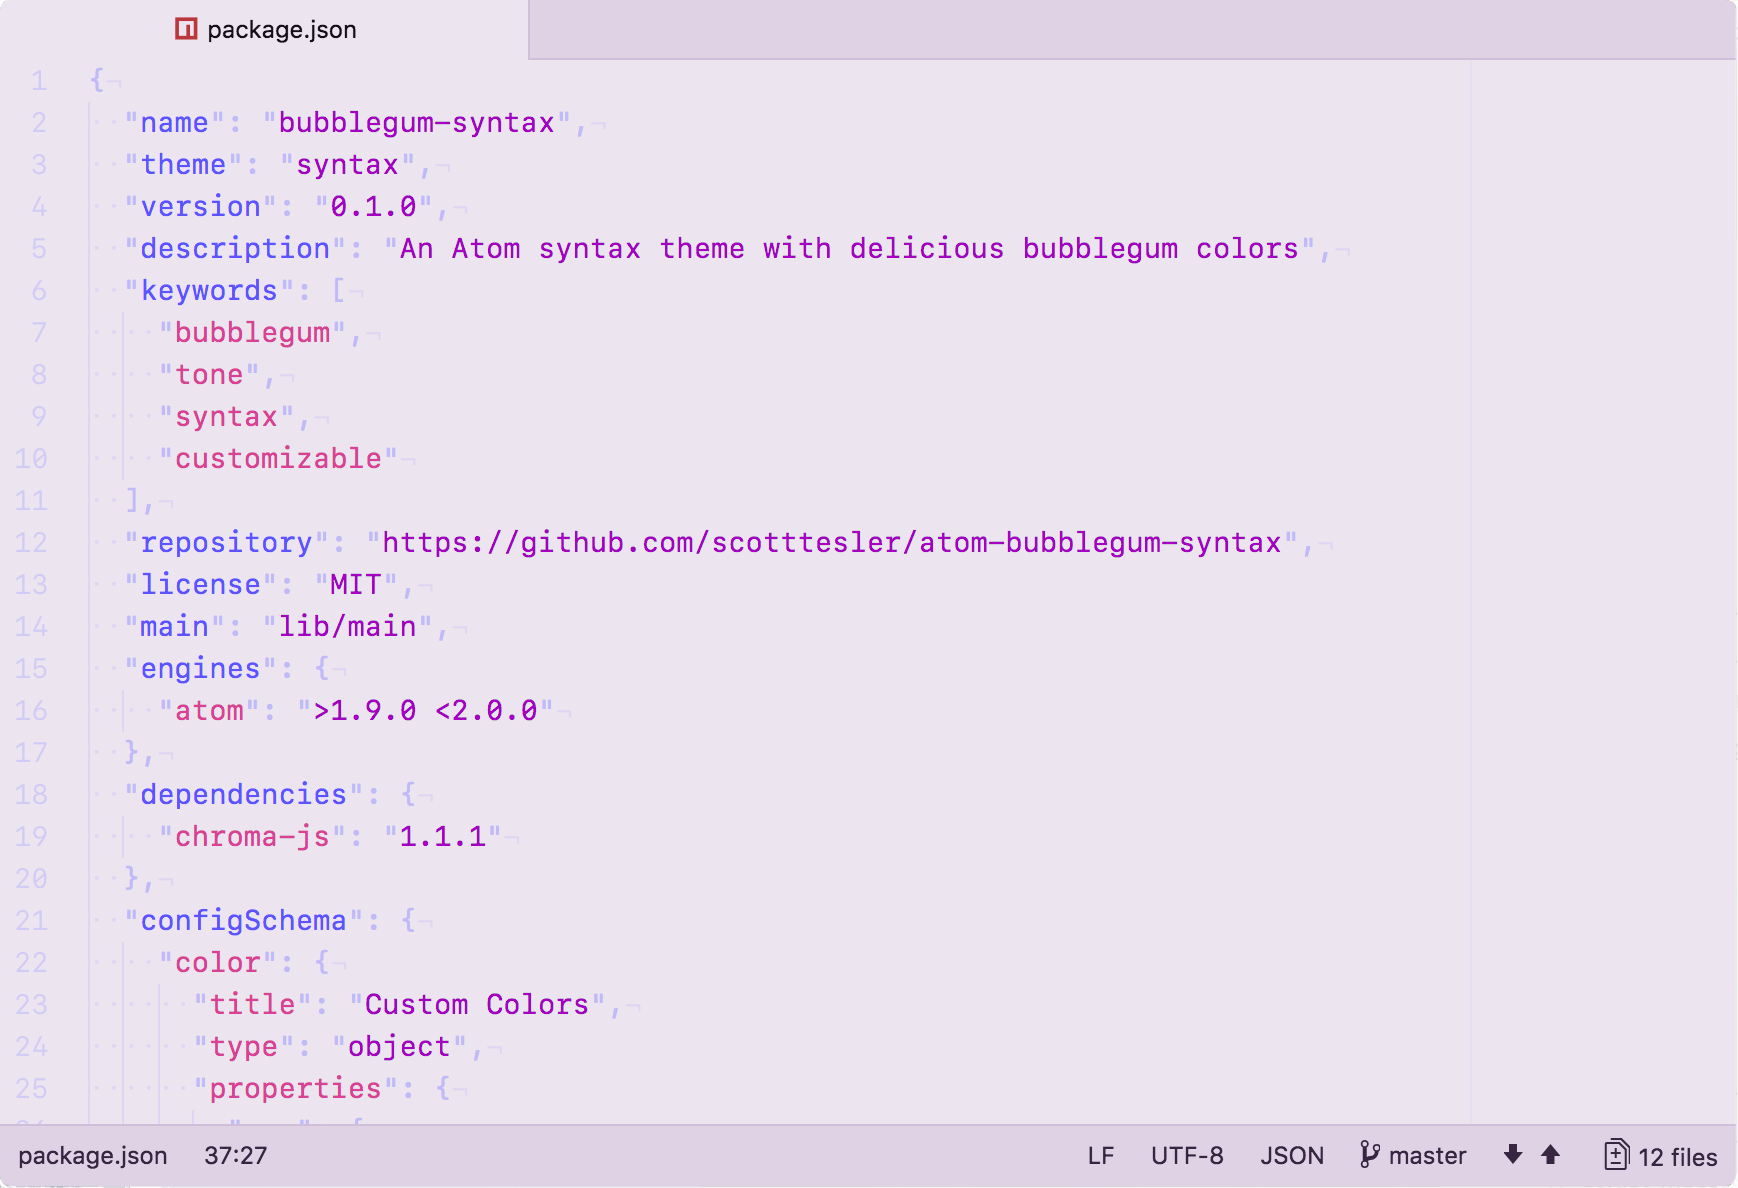 package.json
1 {¬
2 "name": "bubblegum-syntax",¬
3 "theme": "syntax",¬
4 "version": "0.1.0",¬
5 "description": "An Atom syntax theme with delicious bubblegum colors",¬
6 "keywords": [¬
7 "bubblegum",¬
8 "tone",¬
9 "syntax",¬
10 "customizable"¬
11 ],¬
12 "repository": "https://github.com/scotttesler/atom-bubblegum-syntax",¬
13 "license": "MIT",¬
14 "main": "lib/main",¬
15 "engines": {¬
16 "atom": ">1.9.0 <2.0.0"¬
17 },¬
18 "dependencies": {¬
19 "chroma-js": "1.1.1"¬
20 },¬
21 "configSchema": {¬
22 "color": {¬
23 "title": "Custom Colors",¬
24 "type": "object",¬
25 "properties": {¬
package.json 37:27 LF UTF-8 JSON master 12 files